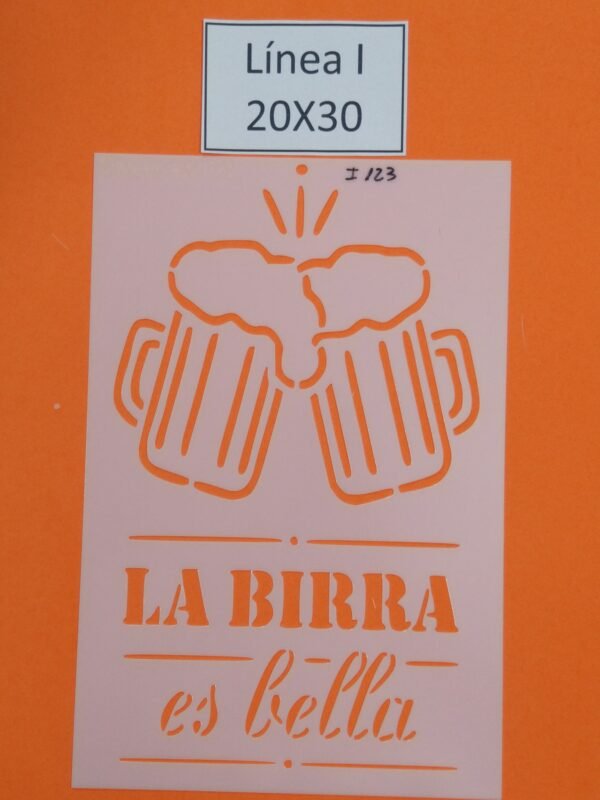 Línea I
20X30
I 123
LA BIRRA
es bella